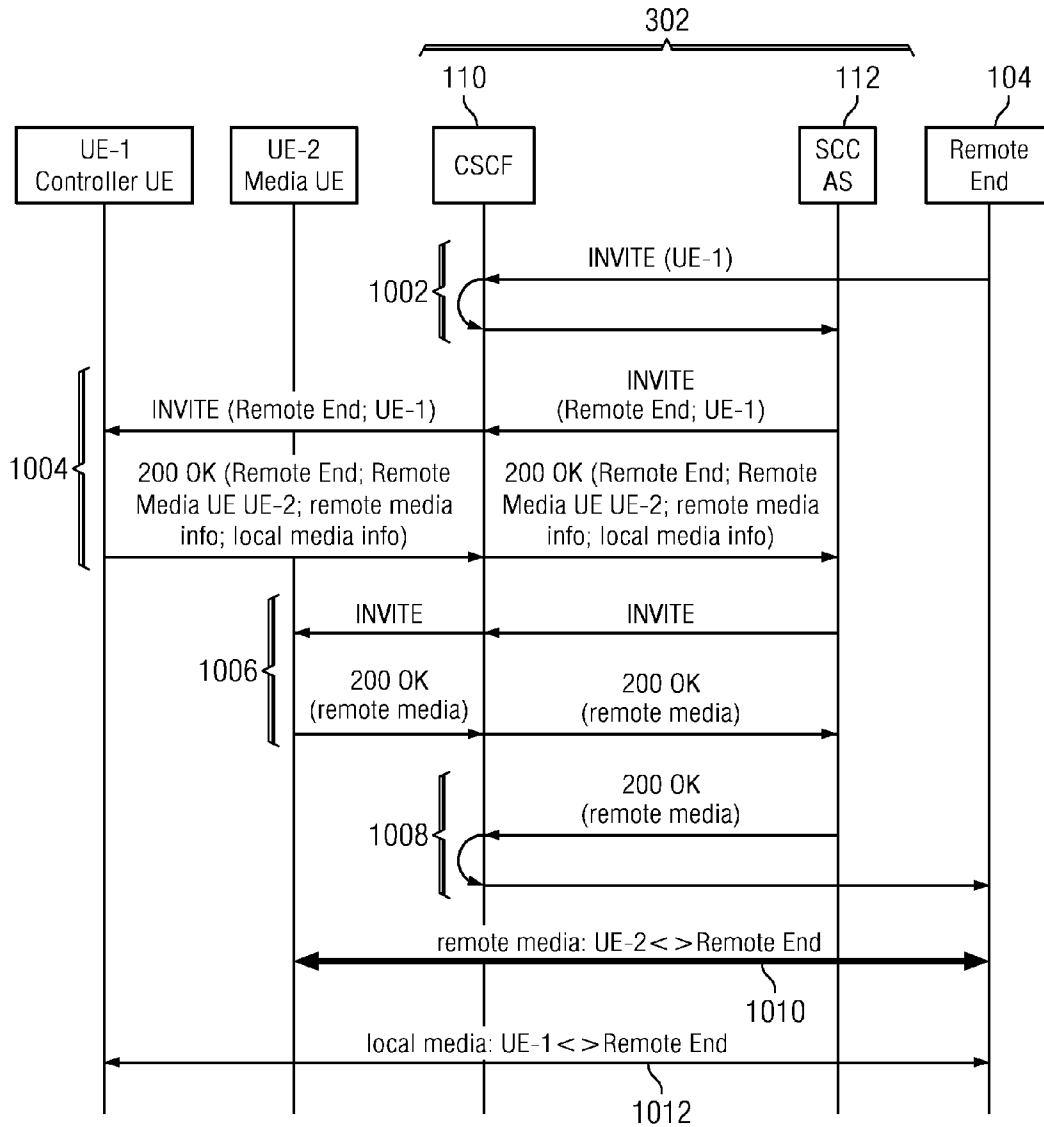 302
110
112
104
UE-1
Controller UE
UE-2
Media UE
CSCF
SCC
AS
Remote
End
INVITE (UE-1)
1002
INVITE
(Remote End; UE-1)
INVITE (Remote End; UE-1)
1004
200 OK (Remote End; Remote
Media UE UE-2; remote media
info; local media info)
200 OK (Remote End; Remote
Media UE UE-2; remote media
info; local media info)
INVITE
INVITE
1006
200 OK
(remote media)
200 OK
(remote media)
200 OK
(remote media)
1008
remote media: UE-2< >Remote End
1010
local media: UE-1< >Remote End
1012